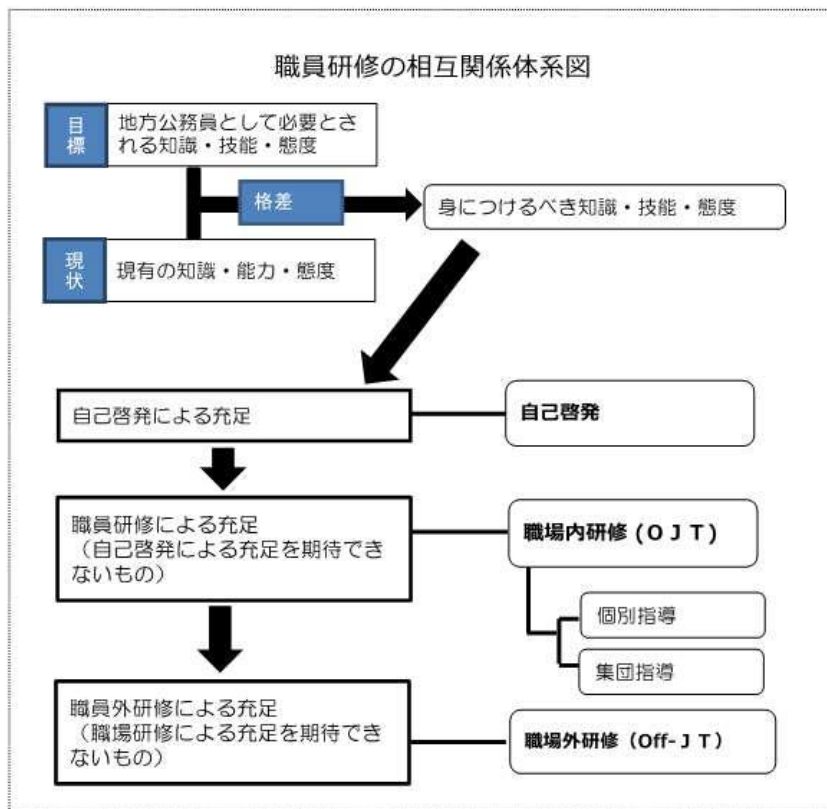 職員研修の相互関係体系図
目標
地方公務員として必要とさ
れる知識・技能・態度
格差
身につけるべき知識・技能・態度
現状
現有の知識・能力・態度
自己啓発による充足
自己啓発
職員研修による充足
（自己啓発による充足を期待でき
ないもの）
職場内研修（ＯＪＴ）
個別指導
集団指導
職員外研修による充足
（職場研修による充足を期待でき
ないもの）
職場外研修（Off-ＪＴ）